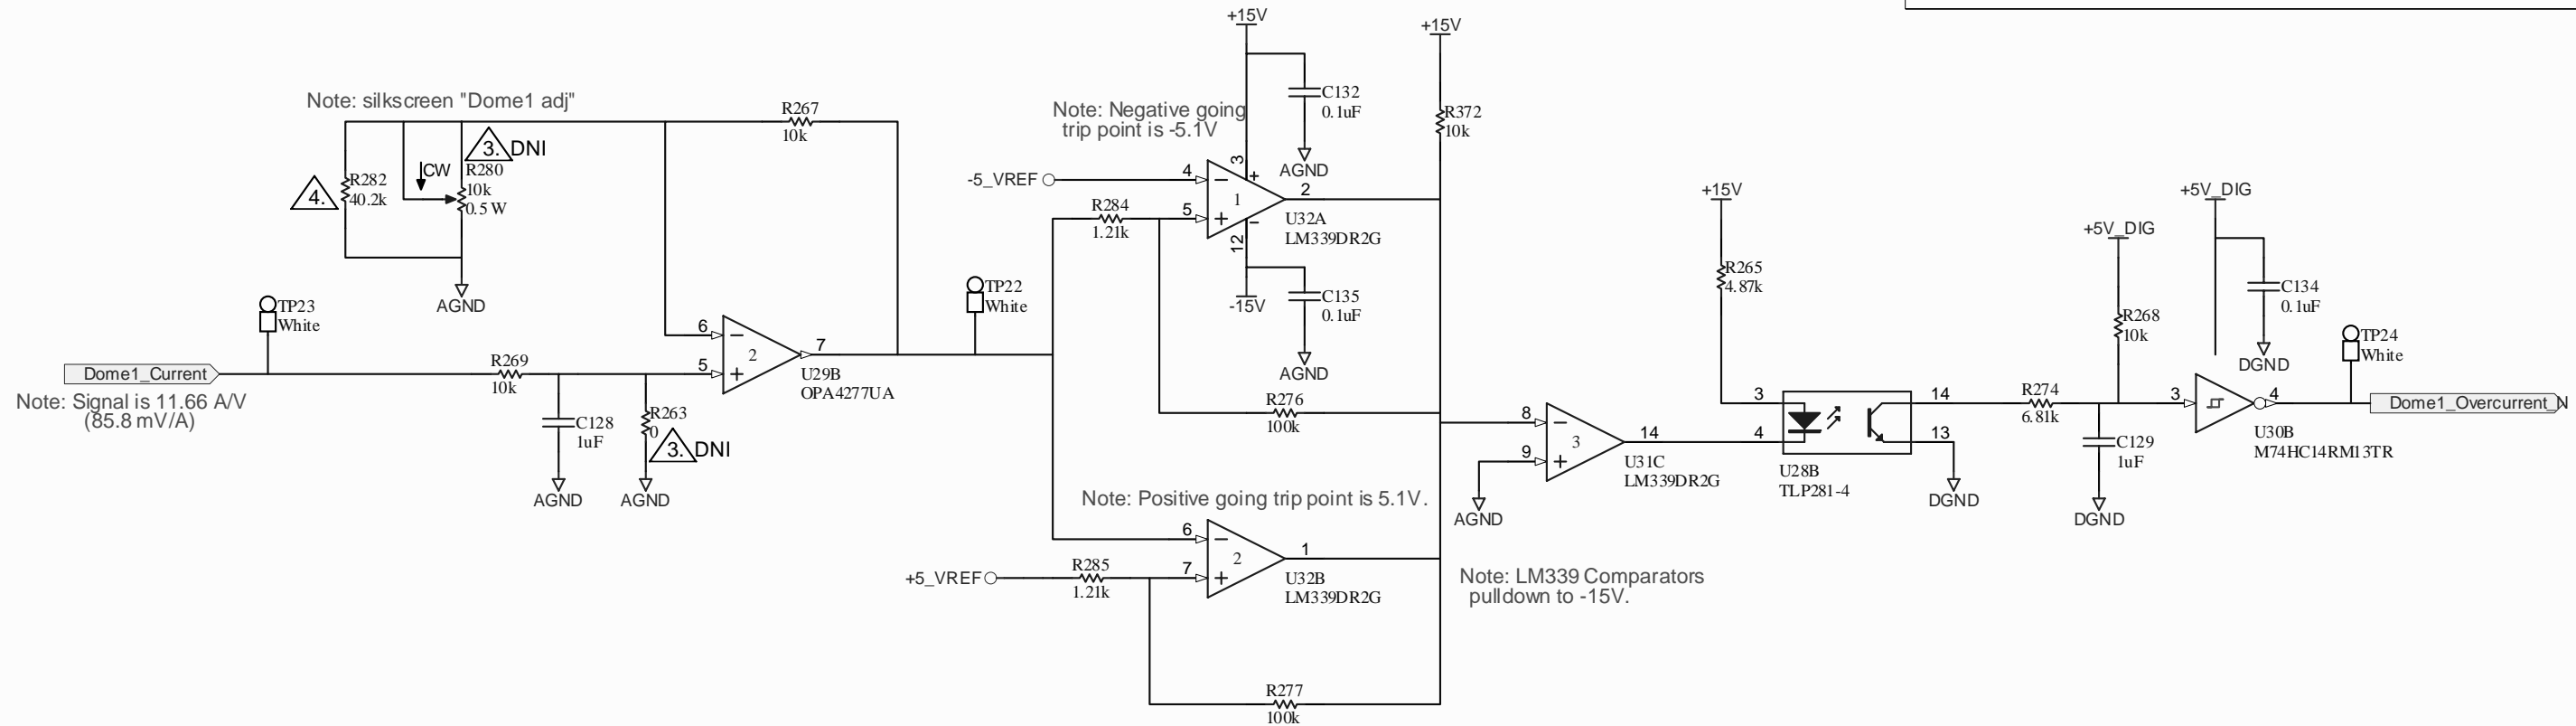 Note: silkscreen "Dome1 adj"
R267
10k
3.
DNI
CW
R280
10k
0.5 W
4.
R282
40.2k
AGND
TP23
White
Dome1_Current
Note: Signal is 11.66 A/V
(85.8 mV/A)
R269
10k
C128
1uF
AGND
R263
0
3.
DNI
AGND
6
5
7
2
U29B
OPA4277UA
TP22
White
+15V
C132
0.1uF
AGND
Note: Negative going
trip point is -5.1V
-5_VREF
R284
1.21k
4
5
3
12
1
2
U32A
LM339DR2G
-15V
C135
0.1uF
AGND
+15V
R372
10k
R276
100k
Note: Positive going trip point is 5.1V.
+5_VREF
R285
1.21k
6
7
2
1
U32B
LM339DR2G
R277
100k
Note: LM339 Comparators
pulldown to -15V.
8
9
3
14
AGND
U31C
LM339DR2G
+15V
R265
4.87k
3
4
14
13
U28B
TLP281-4
DGND
R274
6.81k
+5V_DIG
R268
10k
C129
1uF
DGND
+5V_DIG
C134
0.1uF
DGND
3
4
U30B
M74HC14RM13TR
TP24
White
Dome1_Overcurrent_N